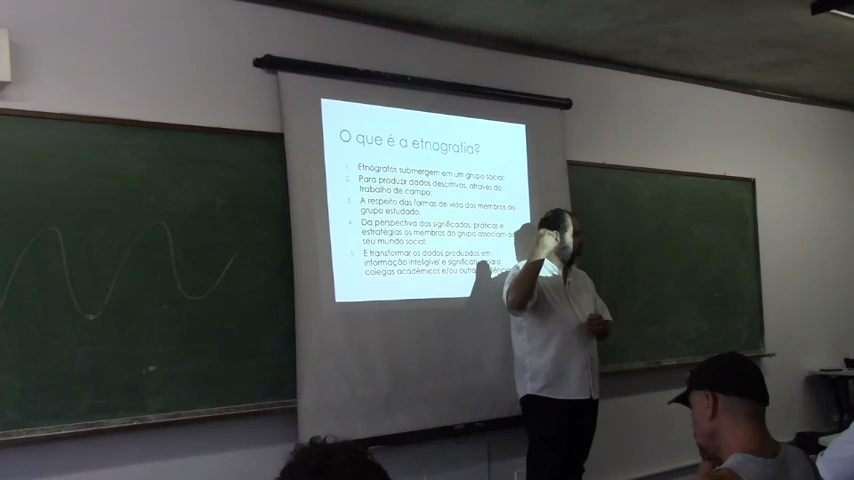 O que é a etnografia?
1. Etnógrafos submergem em um grupo social;
2. Para produzir dados descritivos, através do
trabalho de campo;
3. A respeito das formas de vida dos membros do
grupo estudado;
4. Da perspectiva dos significados, práticas e
estratégias os membros do grupo associam ao
seu mundo social;
5. E transformar os dados produzidos em
informação inteligível e para
colegas acadêmicos e/ou